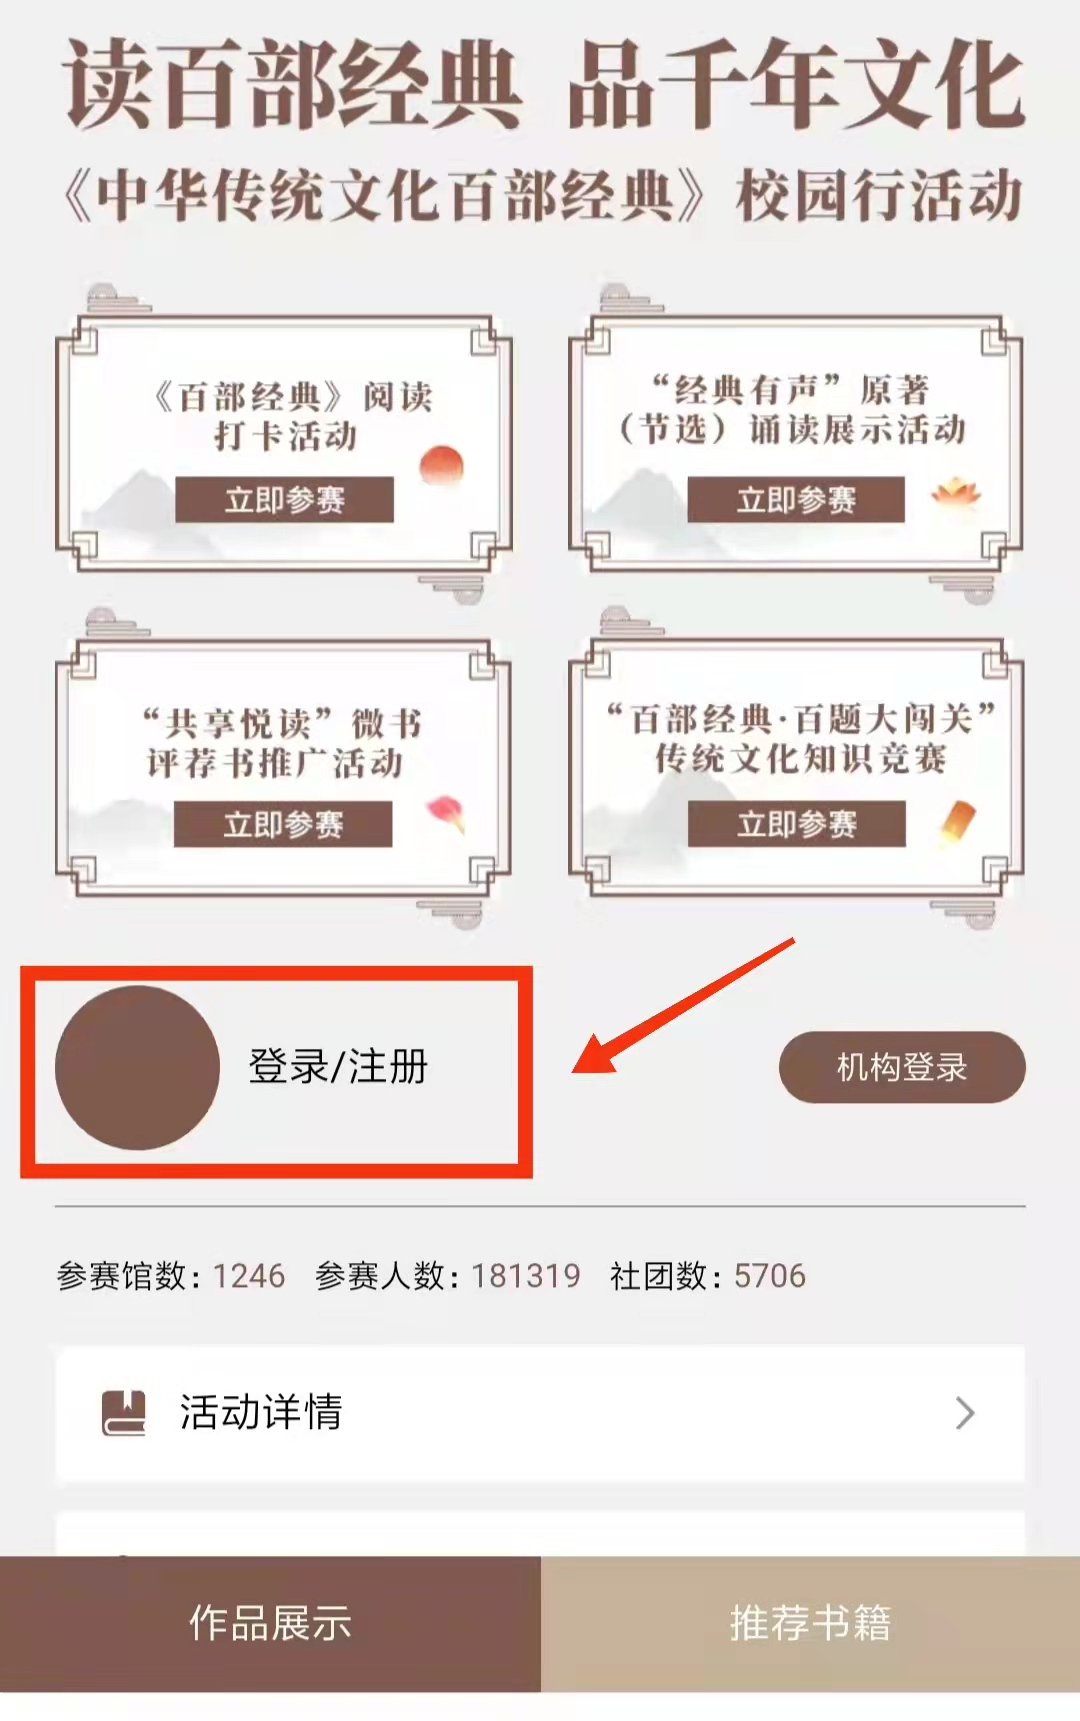 读百部经典 品千年文化
《中华传统文化百部经典》校园行活动
《百部经典》阅读
打卡活动
立即参赛
“经典有声”原著
（节选）诵读展示活动
立即参赛
“共享悦读”微书
评荐书推广活动
立即参赛
“百部经典·百题大闯关”
传统文化知识竞赛
立即参赛
登录/注册
机构登录
参赛馆数：1246 参赛人数：181319 社团数：5706
活动详情
作品展示
推荐书籍